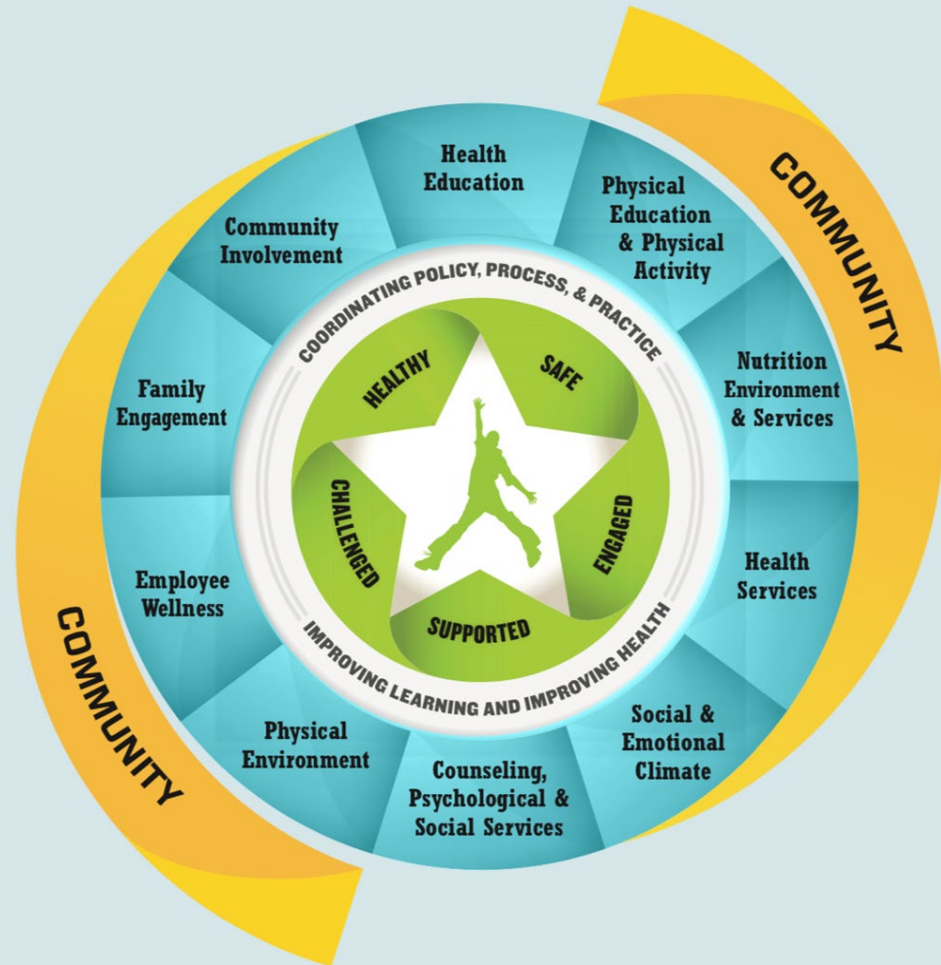 COMMUNITY
Health
Education
Physical
Education
& Physical
Activity
Nutrition
Environment
& Services
Health
Services
Social &
Emotional
Climate
Counseling,
Psychological &
Social Services
Physical
Environment
Employee
Wellness
Family
Engagement
Community
Involvement
COORDINATING POLICY, PROCESS, & PRACTICE
IMPROVING LEARNING AND IMPROVING HEALTH
HEALTHY
SAFE
ENGAGED
SUPPORTED
CHALLENGED
COMMUNITY